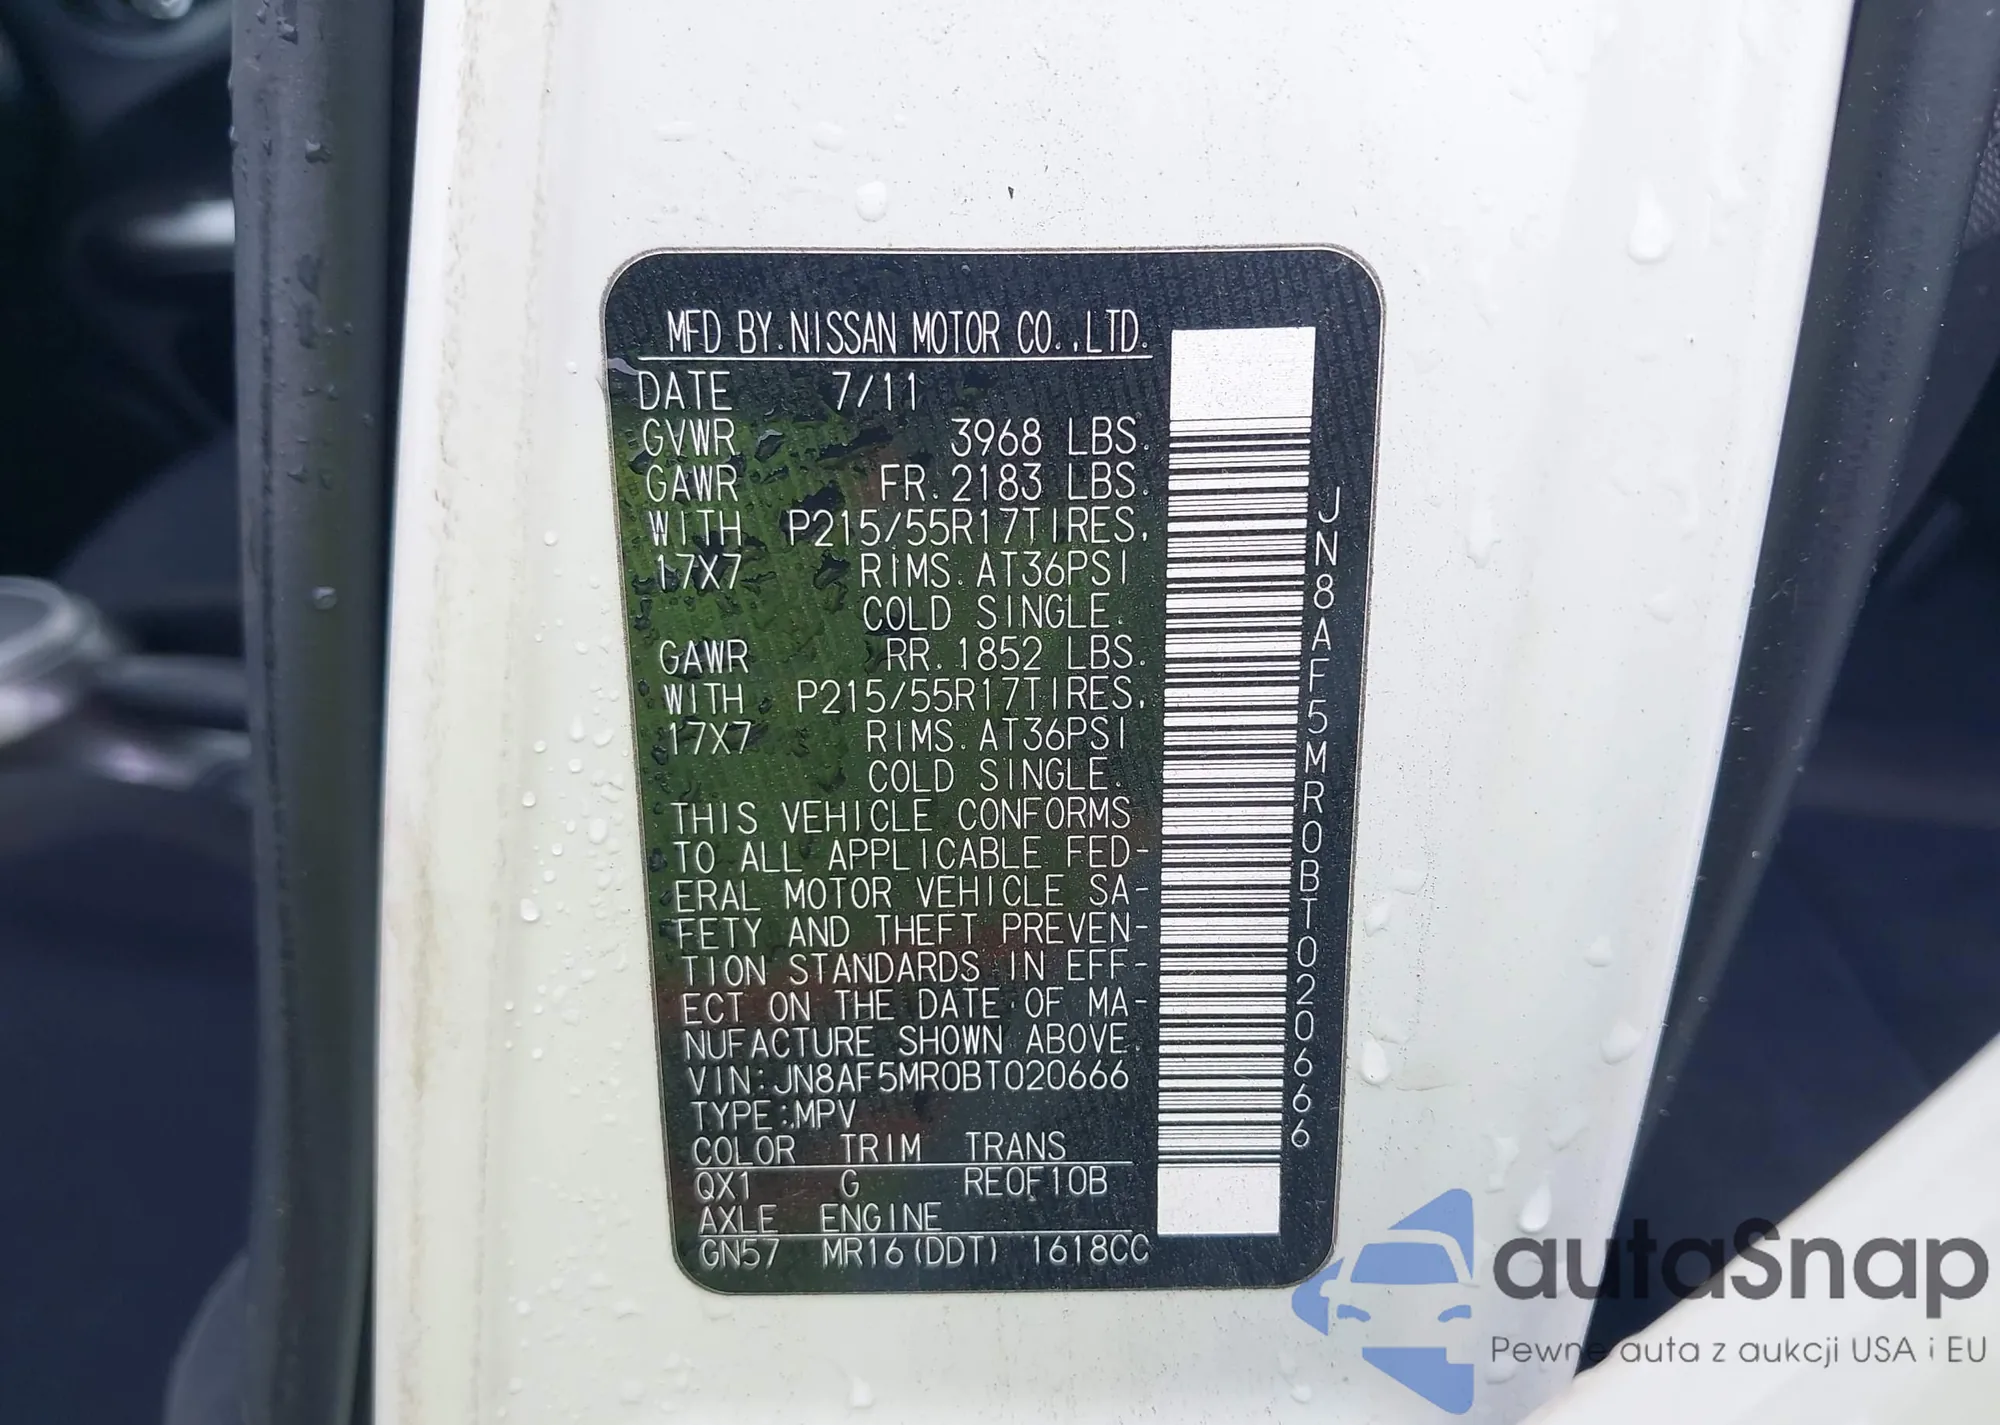 MFD BY.NISSAN MOTOR CO.,LTD.
DATE 7/11
GVWR 3968 LBS.
GAWR FR.2183 LBS.
WITH P215/55R17TIRES,
17X7 RIMS.AT36PSI
COLD SINGLE.
GAWR RR.1852 LBS.
WITH P215/55R17TIRES,
17X7 RIMS.AT36PSI
COLD SINGLE.
THIS VEHICLE CONFORMS
TO ALL APPLICABLE FED-
ERAL MOTOR VEHICLE SA-
FETY AND THEFT PREVEN-
TION STANDARDS IN EFF-
ECT ON THE DATE OF MA-
NUFACTURE SHOWN ABOVE
VIN:JN8AF5MR0BT020666
TYPE:MPV
COLOR TRIM TRANS
QX1 G RE0F10B
AXLE ENGINE
GN57 MR16(DDT) 1618CC
JN8AF5MR0BT020666
autaSnap
Pewne auta z aukcji USA i EU